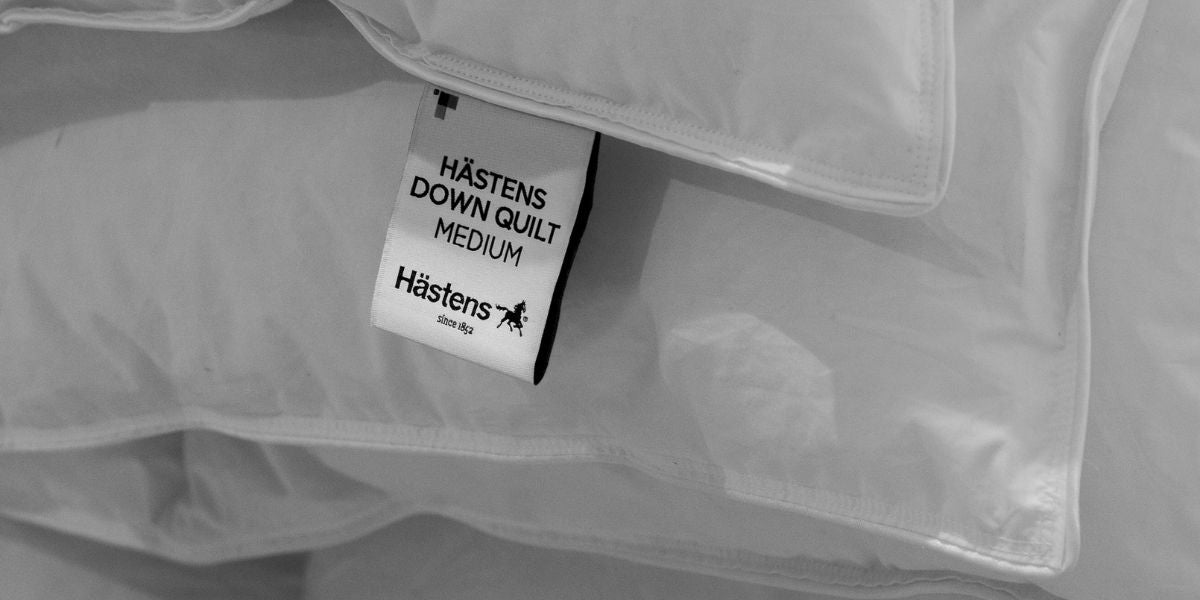 HÄSTENS
DOWN QUILT
MEDIUM
Hästens
since 1852